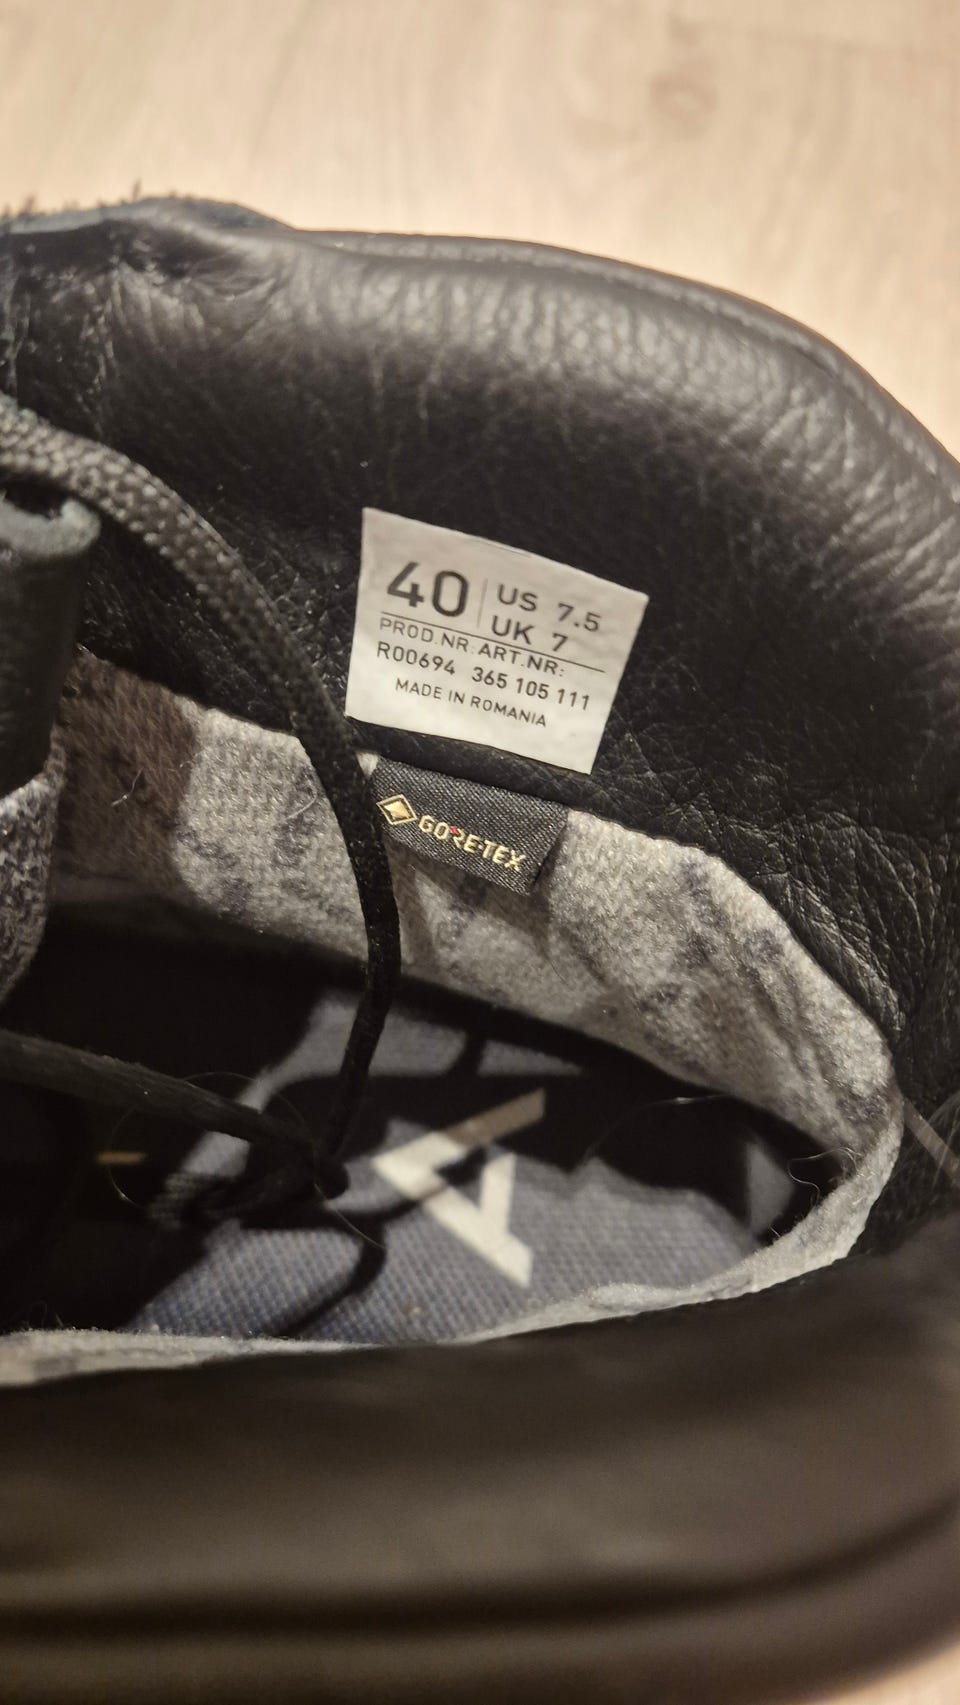 40 US 7.5
UK 7
PROD.NR: ART.NR:
R00694 365 105 111
MADE IN ROMANIA
GORE-TEX